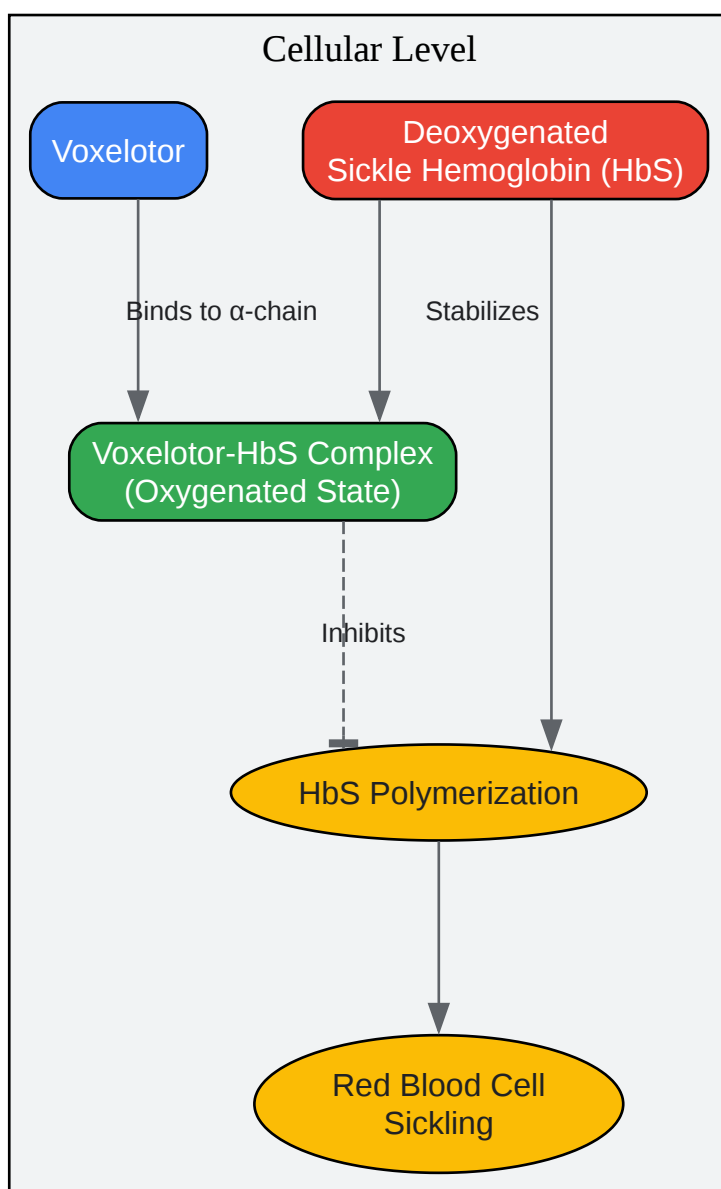 Cellular Level
Voxelotor
Deoxygenated
Sickle Hemoglobin (HbS)
Binds to α-chain
Stabilizes
Voxelotor-HbS Complex
(Oxygenated State)
Inhibits
HbS Polymerization
Red Blood Cell
Sickling